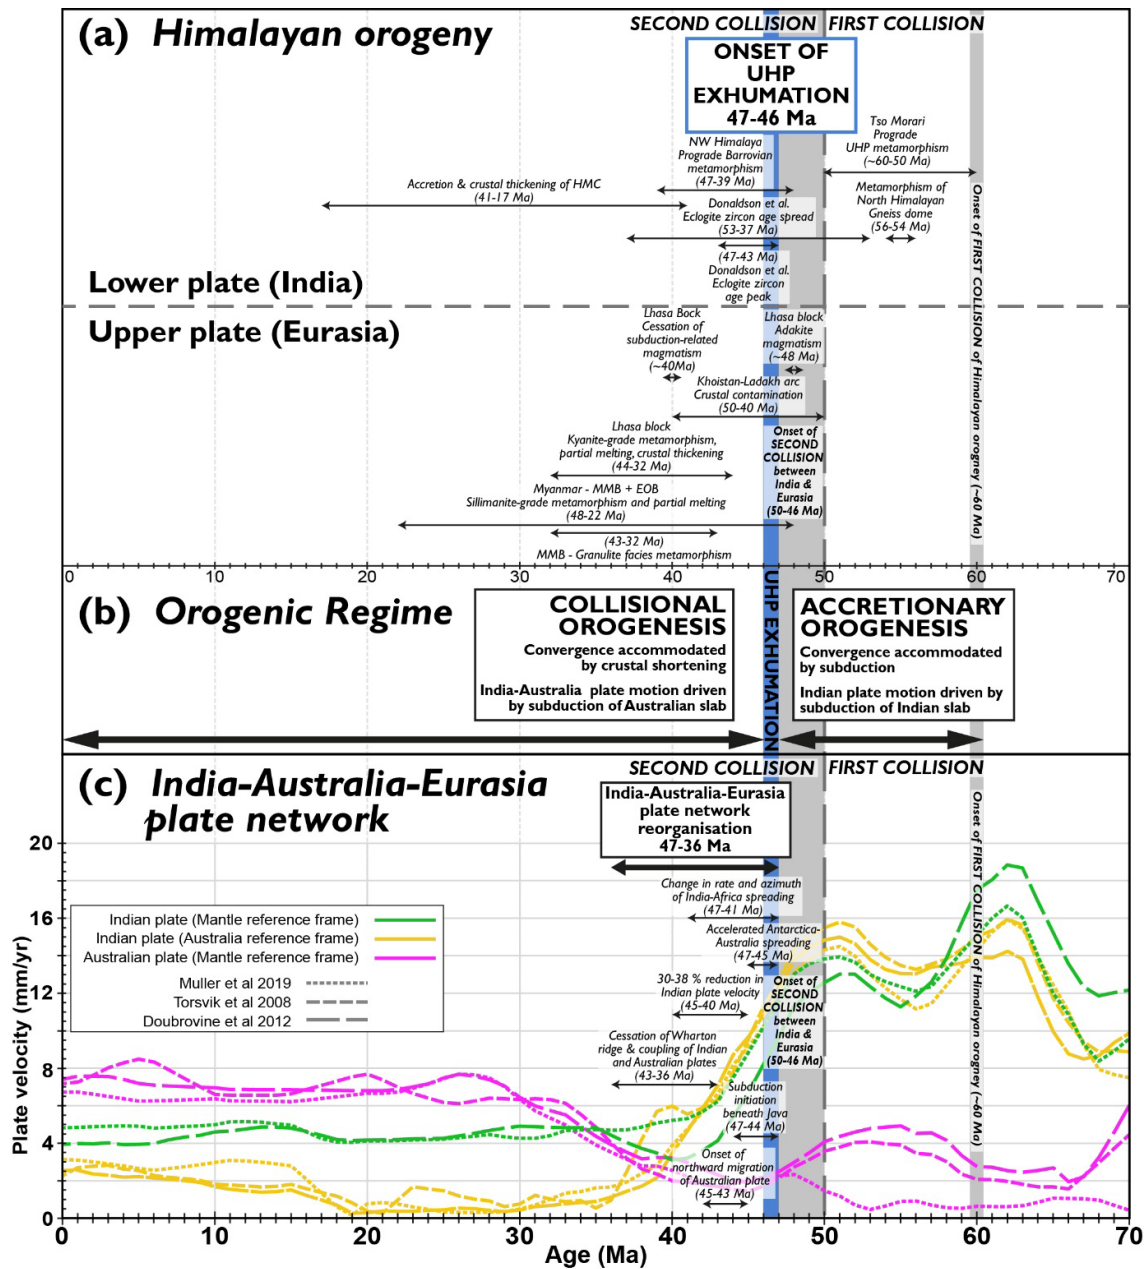 SECOND COLLISION
FIRST COLLISION
(a) Himalayan orogeny
ONSET OF
UHP
EXHUMATION
47-46 Ma
Tso Morari
Prograde
UHP metamorphism
(~60-50 Ma)
NW Himalaya
Prograde Barrovian
metamorphism
(47-39 Ma)
Accretion & crustal thickening of HMC
(41-17 Ma)
Metamorphism of
North Himalayan
Gneiss dome
(56-54 Ma)
Donaldson et al.
Eclogite zircon age spread
(53-37 Ma)
(47-43 Ma)
Donaldson et al.
Eclogite zircon
age peak
Onset of FIRST COLLISION of Himalayan orogney (~60 Ma)
Lower plate (India)
Upper plate (Eurasia)
Lhasa Bock
Cessation of
subduction-related
magmatism
(~40Ma)
Lhasa block
Adakite
magmatism
(~48 Ma)
Khoistan-Ladakh arc
Crustal contamination
(50-40 Ma)
Lhasa block
Kyanite-grade metamorphism,
partial melting, crustal thickening
(44-32 Ma)
Onset of
SECOND
COLLISION
between
India &
Eurasia
(50-46 Ma)
Myanmar - MMB + EOB
Sillimanite-grade metamorphism and partial melting
(48-22 Ma)
(43-32 Ma)
MMB - Granulite facies metamorphism
0 10 20 30 40 50 60 70
(b) Orogenic Regime
COLLISIONAL
OROGENESIS
Convergence accommodated
by crustal shortening
India-Australia plate motion driven
by subduction of Australian slab
UHP EXHUMATION
ACCRETIONARY
OROGENESIS
Convergence accommodated
by subduction
Indian plate motion driven by
subduction of Indian slab
SECOND COLLISION
FIRST COLLISION
(c) India-Australia-Eurasia
plate network
India-Australia-Eurasia
plate network
reorganisation
47-36 Ma
Change in rate and azimuth
of India-Africa spreading
(47-41 Ma)
Accelerated Antarctica-
Australia spreading
(47-45 Ma)
30-38 % reduction in
Indian plate velocity
(45-40 Ma)
Onset of
SECOND
COLLISION
between
India &
Eurasia
(50-46 Ma)
Cessation of Wharton
ridge & coupling of Indian
and Australian plates
(43-36 Ma)
Subduction
initiation
beneath Java
(47-44 Ma)
Onset of
northward migration
of Australian plate
(45-43 Ma)
Onset of FIRST COLLISION of Himalayan orogney (~60 Ma)
Indian plate (Mantle reference frame)
Indian plate (Australia reference frame)
Australian plate (Mantle reference frame)
Muller et al 2019
Torsvik et al 2008
Doubrovine et al 2012
Plate velocity (mm/yr)
20
16
12
8
4
0
0 10 20 30 40 50 60 70
Age (Ma)